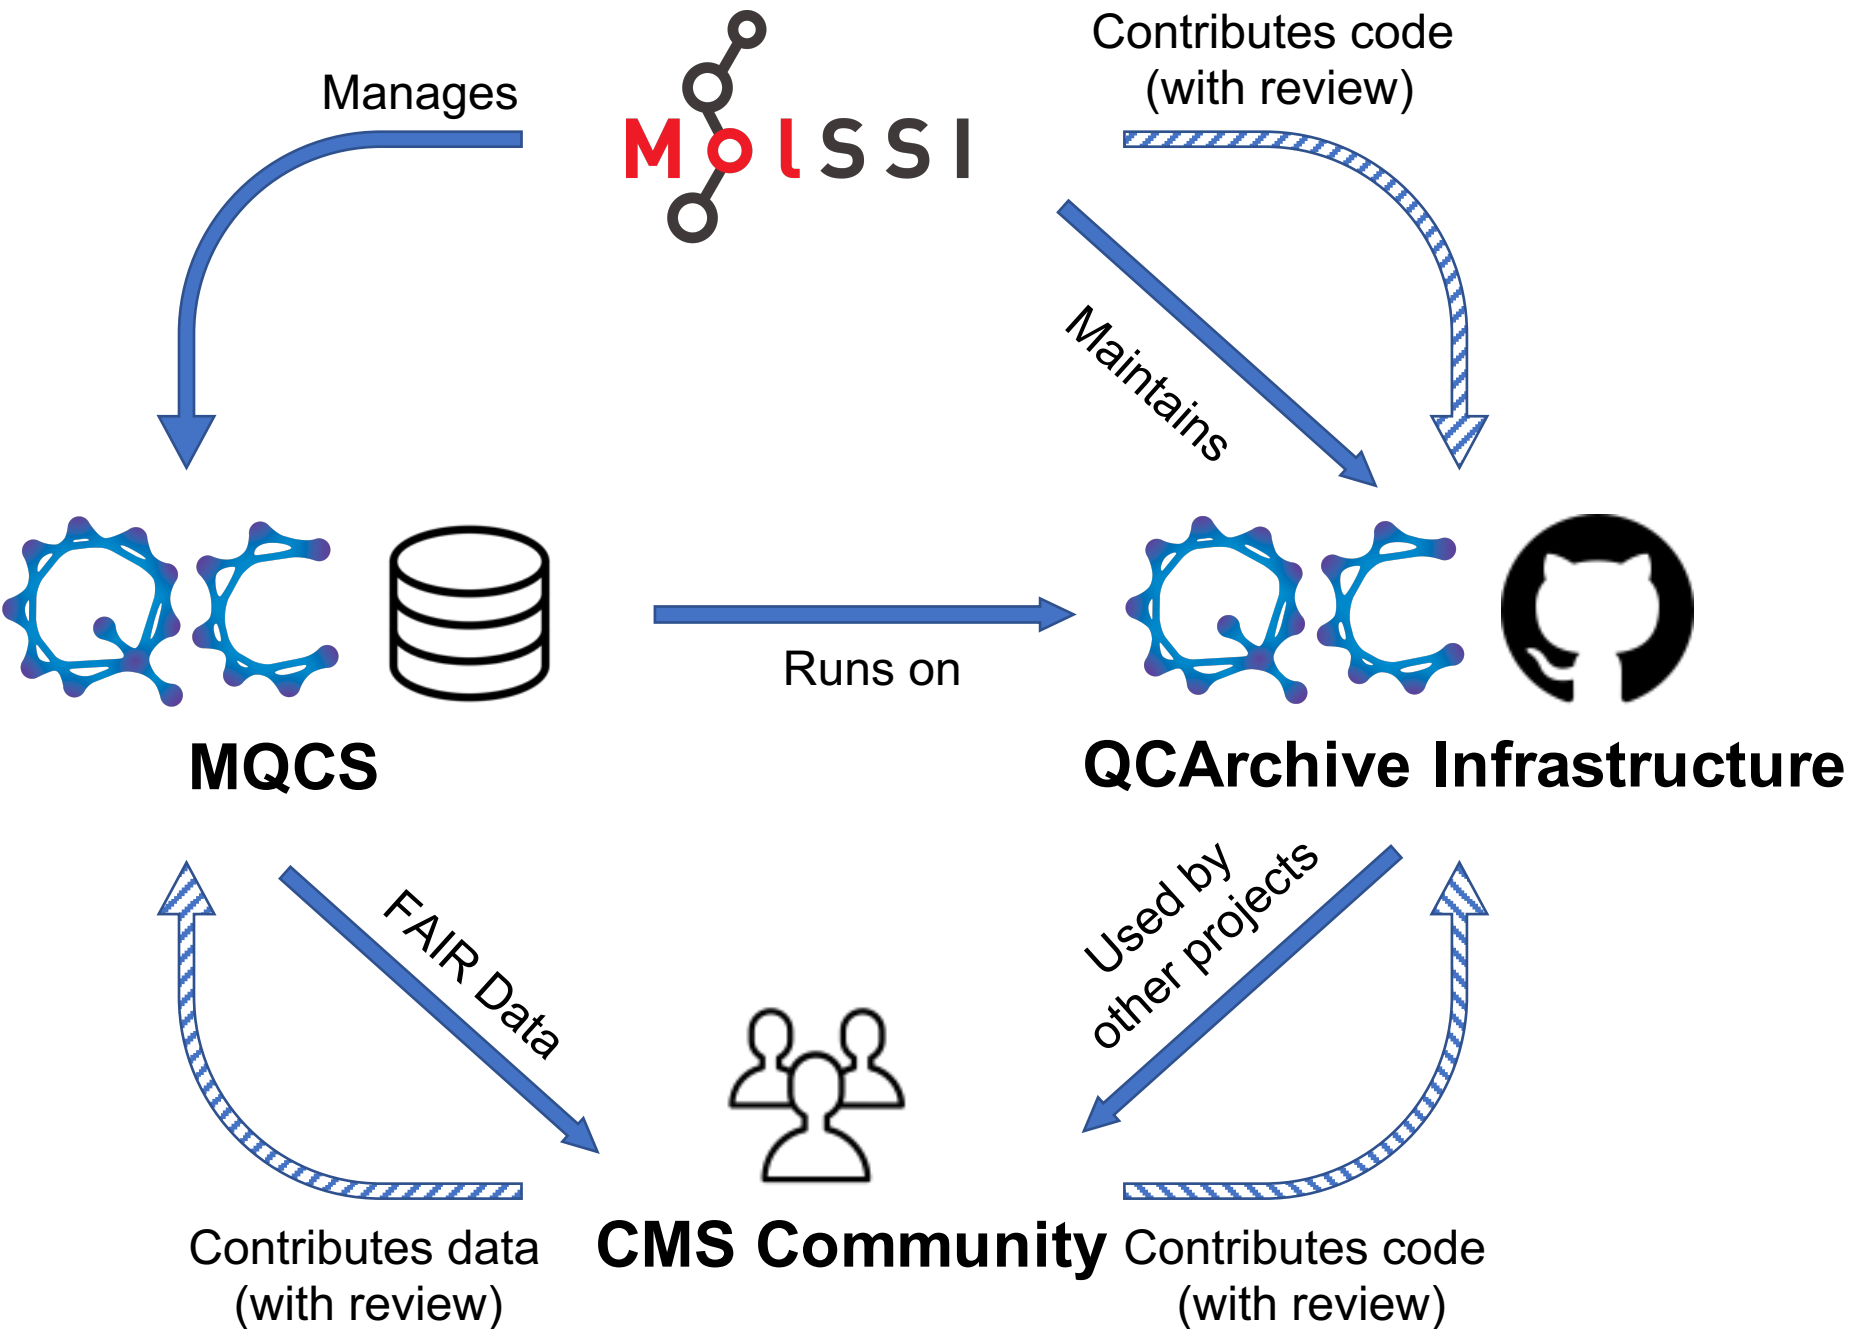 Contributes code
(with review)
Manages
MolSSI
Maintains
QC
QC
Runs on
MQCS
QCArchive Infrastructure
FAIR Data
Used by
other projects
Contributes data
(with review)
CMS Community
Contributes code
(with review)